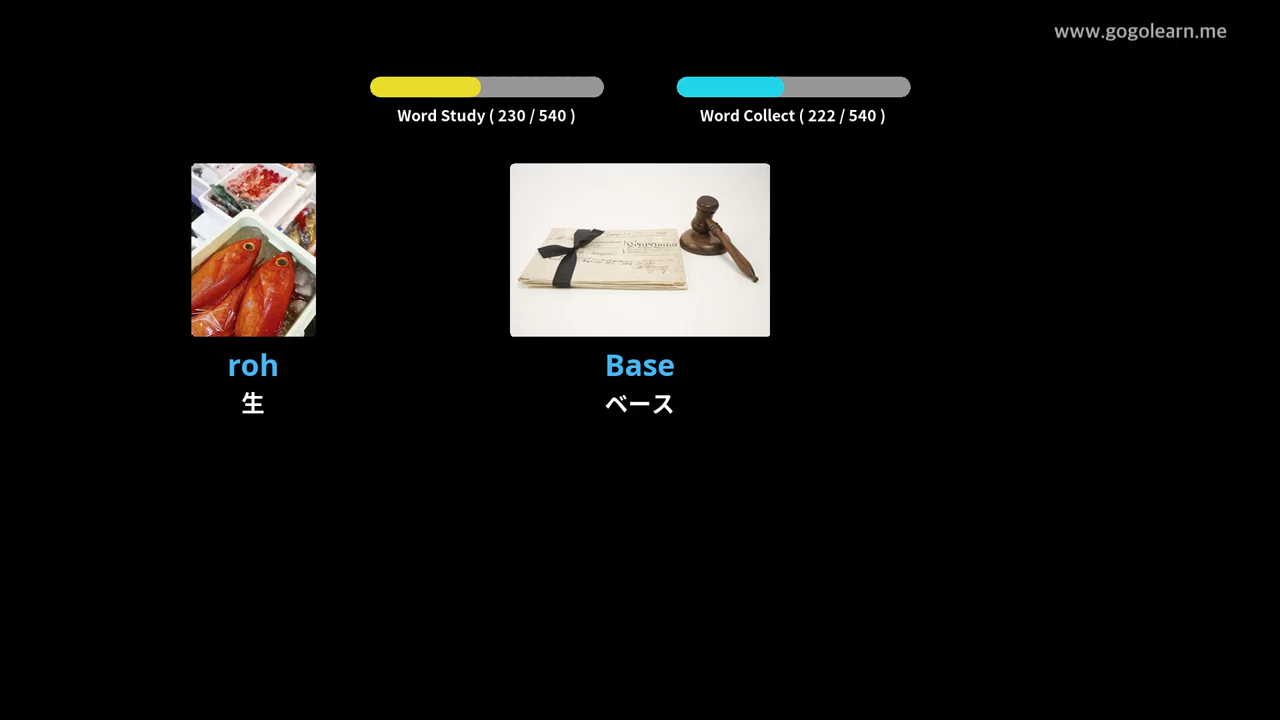 www.gogolearn.me
Word Study ( 230 / 540 )
Word Collect ( 222 / 540 )
roh
生
Base
ベース